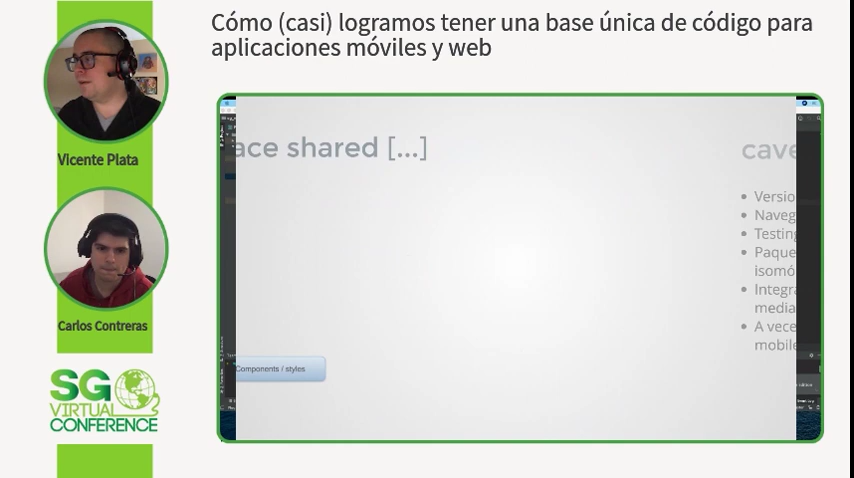 Cómo (casi) logramos tener una base única de código para
aplicaciones móviles y web
Vicente Plata
Carlos Contreras
SG
VIRTUAL
CONFERENCE
ace shared [...]
Components / styles
cave
• Versio
• Naveg
• Testing
• Paque
isomó
• Integra
media
• A vece
mobile